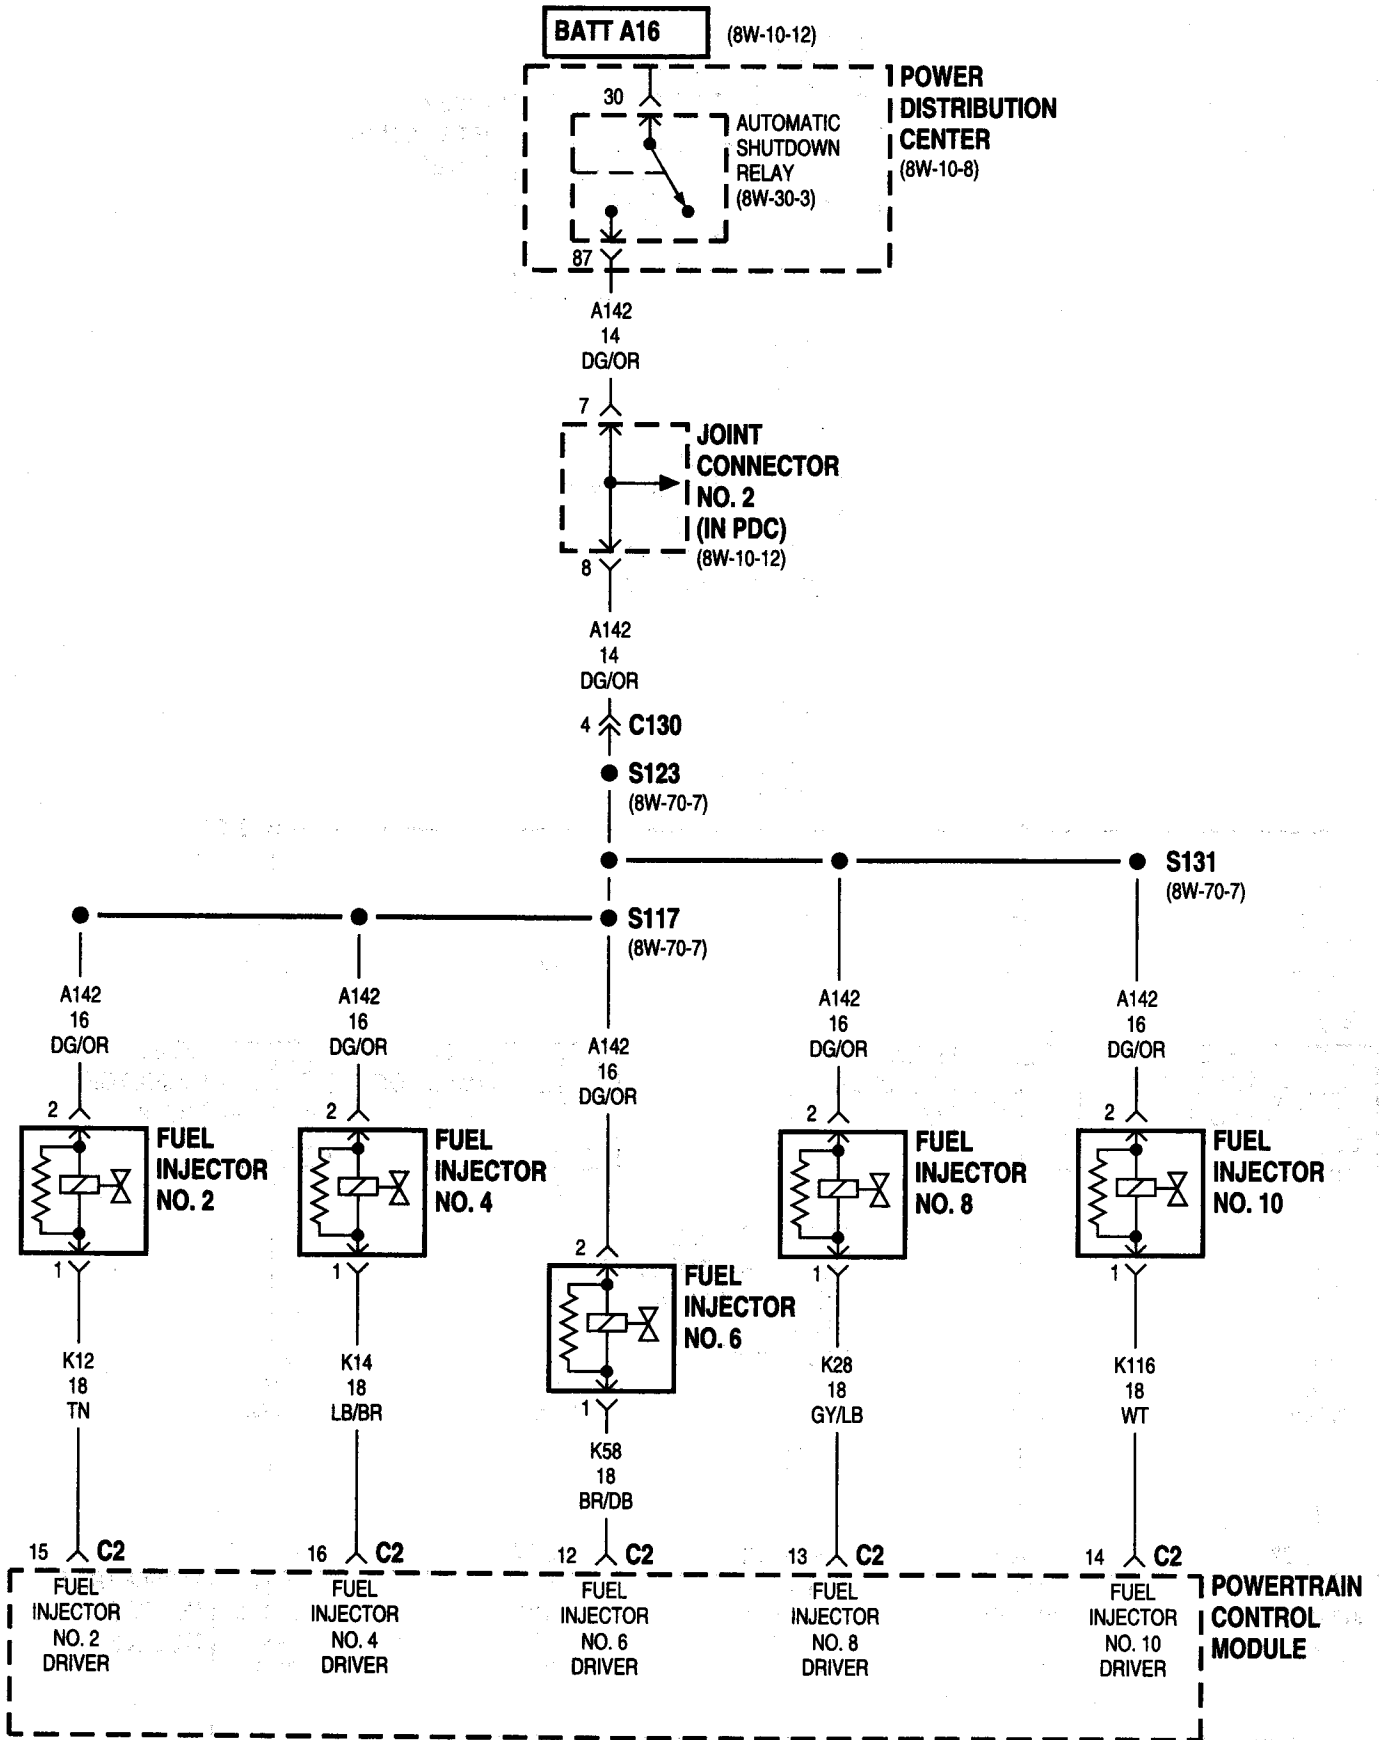 BATT A16
(8W-10-12)
POWER
DISTRIBUTION
CENTER
(8W-10-8)
30
AUTOMATIC
SHUTDOWN
RELAY
(8W-30-3)
87
A142
14
DG/OR
7
JOINT
CONNECTOR
NO. 2
(IN PDC)
(8W-10-12)
8
A142
14
DG/OR
4
C130
S123
(8W-70-7)
S131
(8W-70-7)
S117
(8W-70-7)
A142
16
DG/OR
A142
16
DG/OR
A142
16
DG/OR
A142
16
DG/OR
A142
16
DG/OR
2
FUEL
INJECTOR
NO. 2
1
2
FUEL
INJECTOR
NO. 4
1
2
FUEL
INJECTOR
NO. 6
1
2
FUEL
INJECTOR
NO. 8
1
2
FUEL
INJECTOR
NO. 10
1
K12
18
TN
K14
18
LB/BR
K58
18
BR/DB
K28
18
GY/LB
K116
18
WT
15 C2
16 C2
12 C2
13 C2
14 C2
FUEL
INJECTOR
NO. 2
DRIVER
FUEL
INJECTOR
NO. 4
DRIVER
FUEL
INJECTOR
NO. 6
DRIVER
FUEL
INJECTOR
NO. 8
DRIVER
FUEL
INJECTOR
NO. 10
DRIVER
POWERTRAIN
CONTROL
MODULE